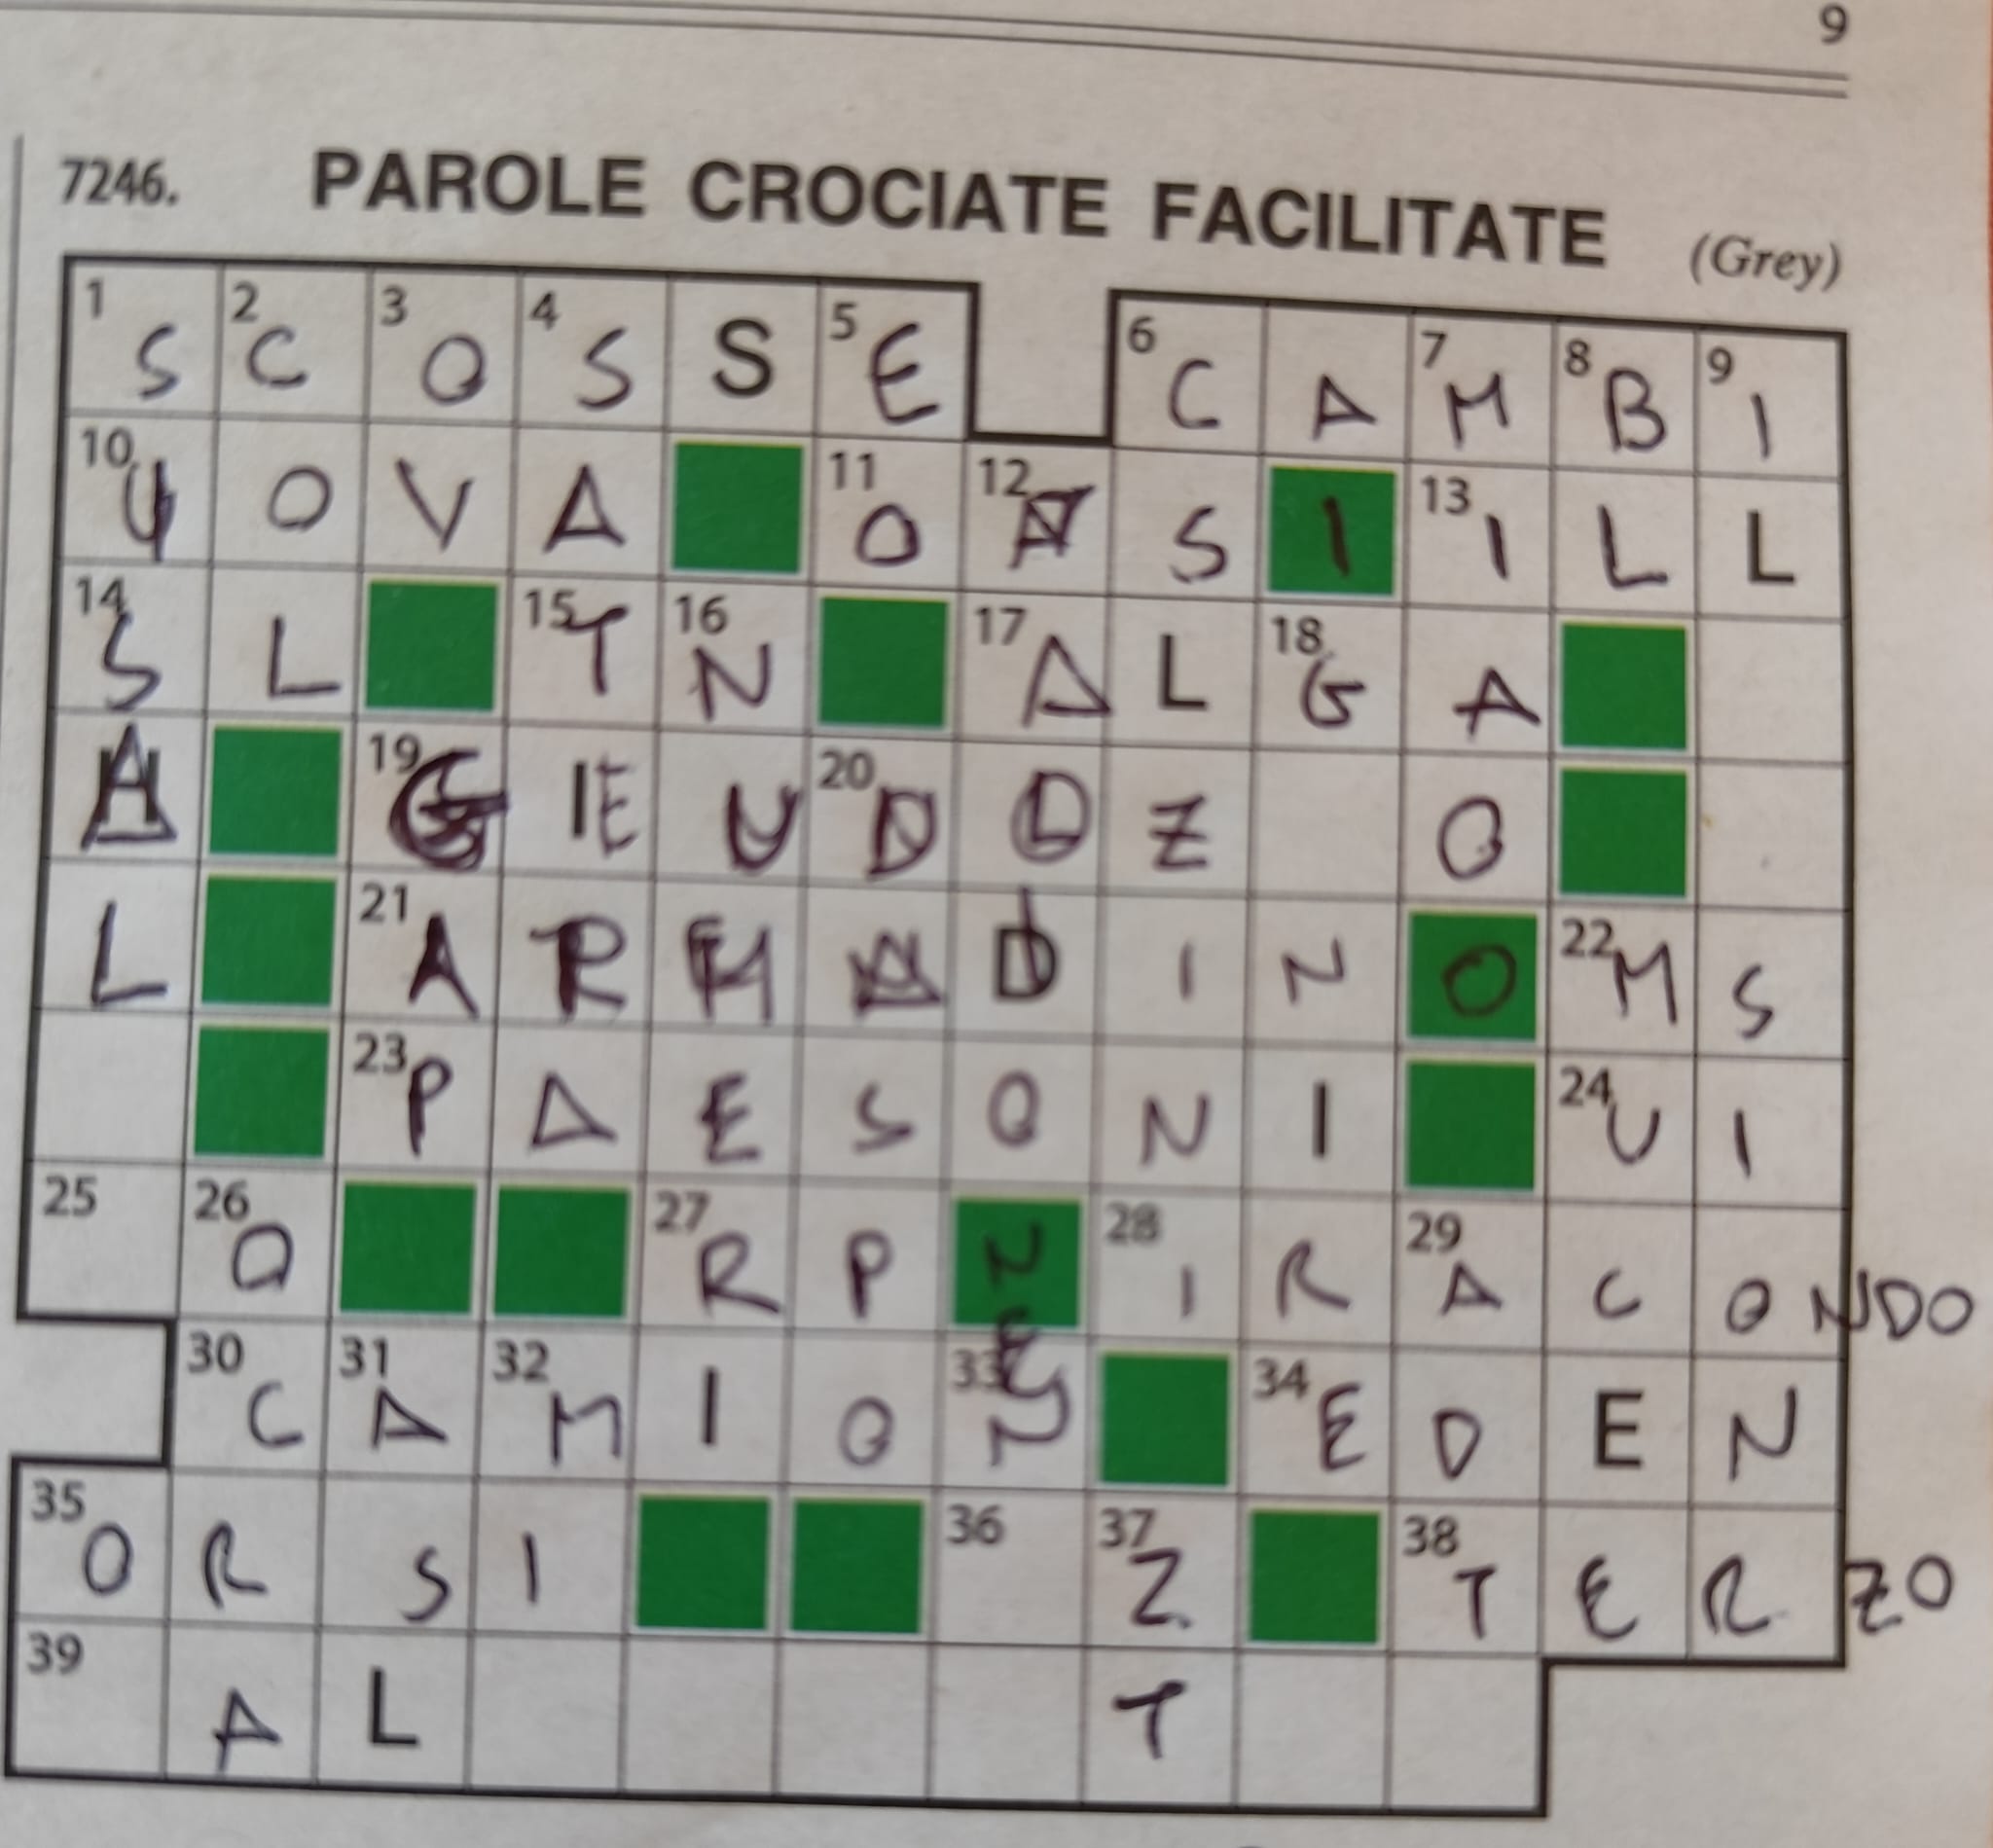 9
7246. PAROLE CROCIATE FACILITATE (Grey)
1 S 2 C 3 O 4 S S 5 E 6 C A 7 M 8 B 9 I
10 U O V A 11 O 12 A S I 13 I L L
14 S L 15 T 16 N 17 A L 18 G A
A 19 G E U 20 D O Z O
L 21 A R M A D I N O 22 M S
23 P A E S O N I 24 U I
25 26 O 27 R P N 28 I R 29 A C O NDO
30 C 31 A 32 M I O 33 N 34 E D E N
35 O R S I 36 37 Z 38 T E R ZO
39 A L T